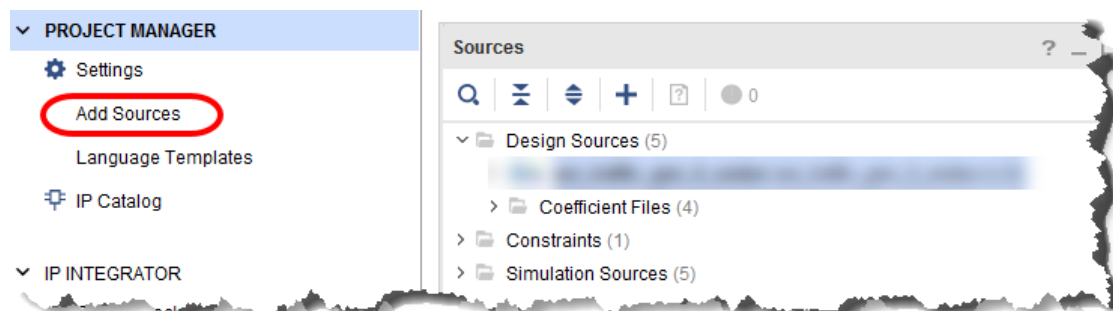 PROJECT MANAGER
Settings
Add Sources
Language Templates
IP Catalog
IP INTEGRATOR
Sources
? _
0
Design Sources (5)
Coefficient Files (4)
Constraints (1)
Simulation Sources (5)